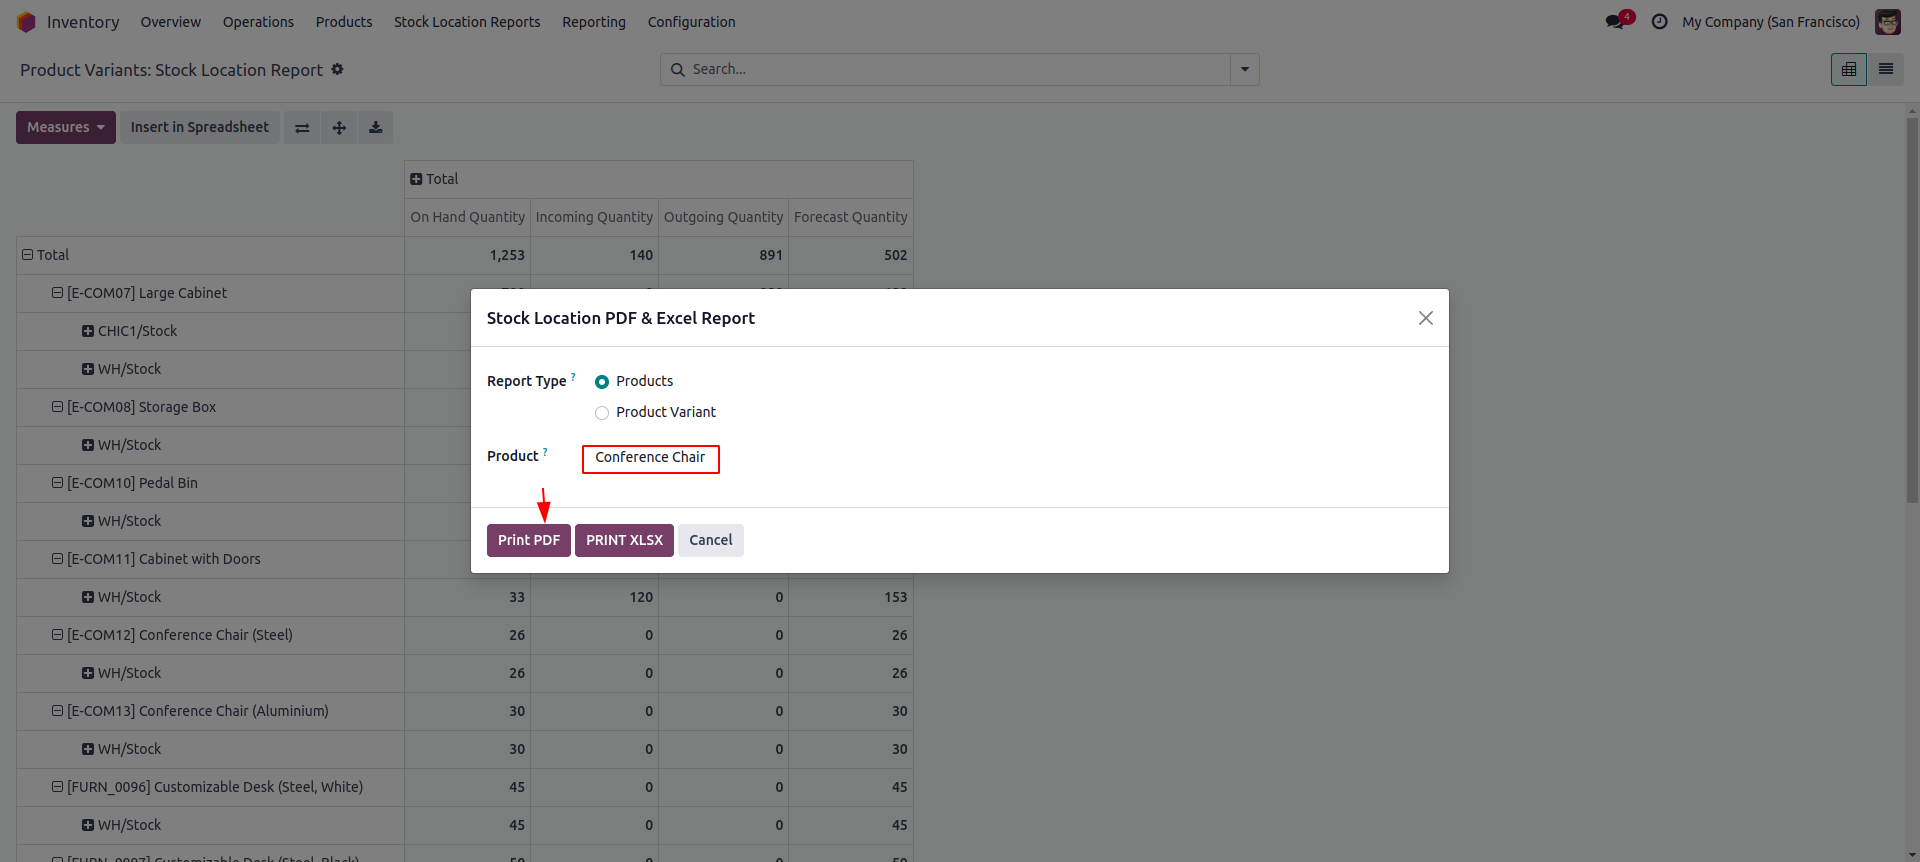 Inventory Overview Operations Products Stock Location Reports Reporting Configuration 4 My Company (San Francisco)
Product Variants: Stock Location Report Search...
Measures Insert in Spreadsheet
Total
On Hand Quantity Incoming Quantity Outgoing Quantity Forecast Quantity
Total 1,253 140 891 502
[E-COM07] Large Cabinet
CHIC1/Stock
WH/Stock
[E-COM08] Storage Box
WH/Stock
[E-COM10] Pedal Bin
WH/Stock
[E-COM11] Cabinet with Doors
WH/Stock 33 120 0 153
[E-COM12] Conference Chair (Steel) 26 0 0 26
WH/Stock 26 0 0 26
[E-COM13] Conference Chair (Aluminium) 30 0 0 30
WH/Stock 30 0 0 30
[FURN_0096] Customizable Desk (Steel, White) 45 0 0 45
WH/Stock 45 0 0 45
[FURN_0097] Customizable Desk (Steel, Black) 50 0 0 50
Stock Location PDF & Excel Report
Report Type ? Products
Product Variant
Product ? Conference Chair
Print PDF PRINT XLSX Cancel